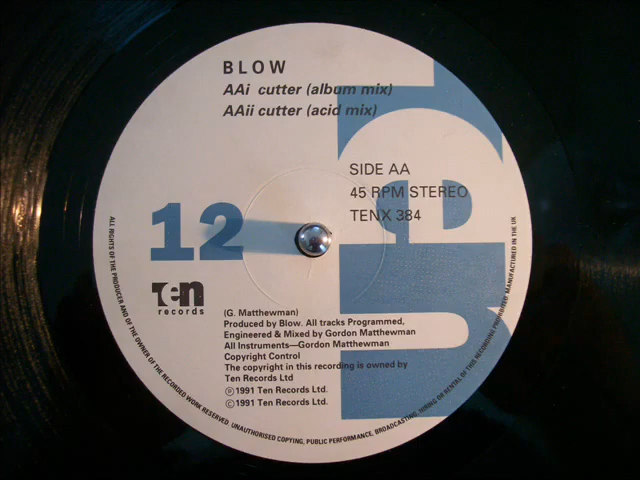 BLOW
AAi cutter (album mix)
AAii cutter (acid mix)
SIDE AA
45 RPM STEREO
TENX 384
12
Ten
records
(G. Matthewman)
Produced by Blow. All tracks Programmed,
Engineered & Mixed by Gordon Matthewman
All Instruments—Gordon Matthewman
Copyright Control
The copyright in this recording is owned by
Ten Records Ltd
Ⓟ 1991 Ten Records Ltd.
© 1991 Ten Records Ltd.
ALL RIGHTS OF THE PRODUCER AND OF THE OWNER OF THE RECORDED WORK RESERVED. UNAUTHORISED COPYING, PUBLIC PERFORMANCE, BROADCASTING, HIRING OR RENTAL OF THIS RECORDING PROHIBITED. MANUFACTURED IN THE UK